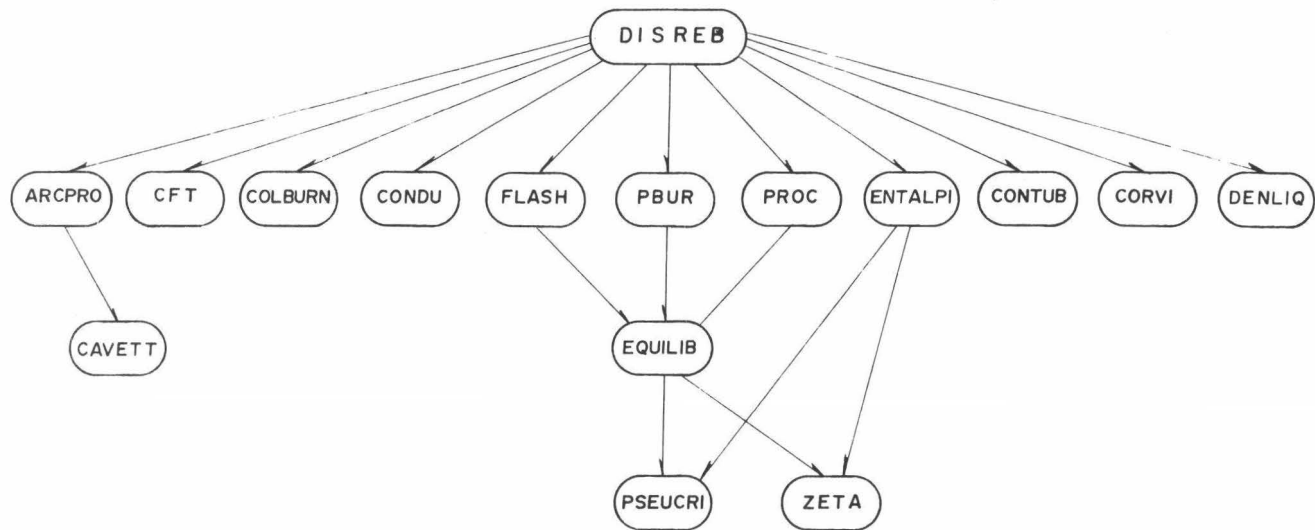 DISREB
ARCPRO
CFT
COLBURN
CONDU
FLASH
PBUR
PROC
ENTALPI
CONTUB
CORVI
DENLIQ
CAVETT
EQUILIB
PSEUCRI
ZETA